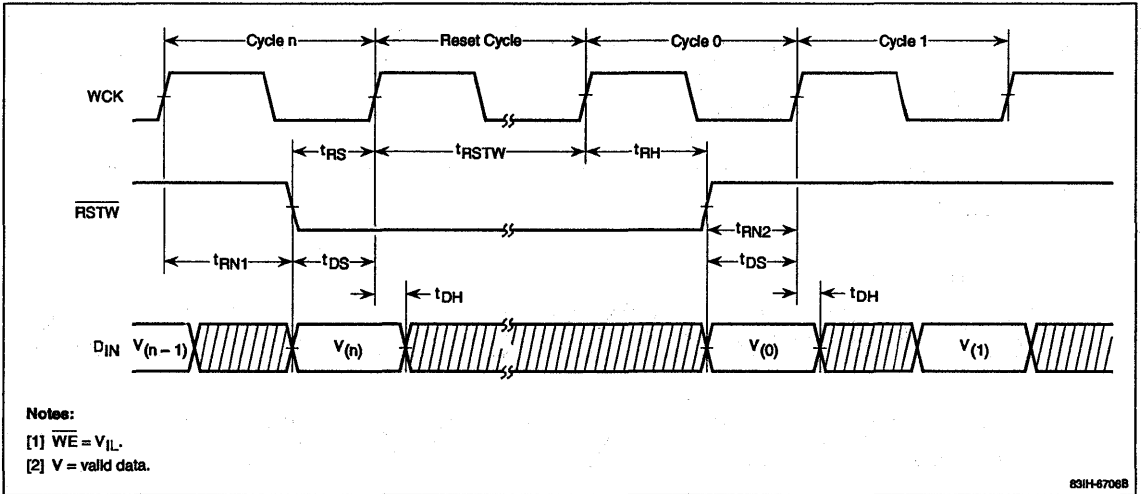 Cycle n Reset Cycle Cycle 0 Cycle 1
WCK
tRS tRSTW tRH
RSTW
tRN2
tRN1 tDS tDS
tDH tDH
DIN V(n – 1) V(n) V(0) V(1)
Notes:
[1] WE = VIL.
[2] V = valid data.
83IH-6706B